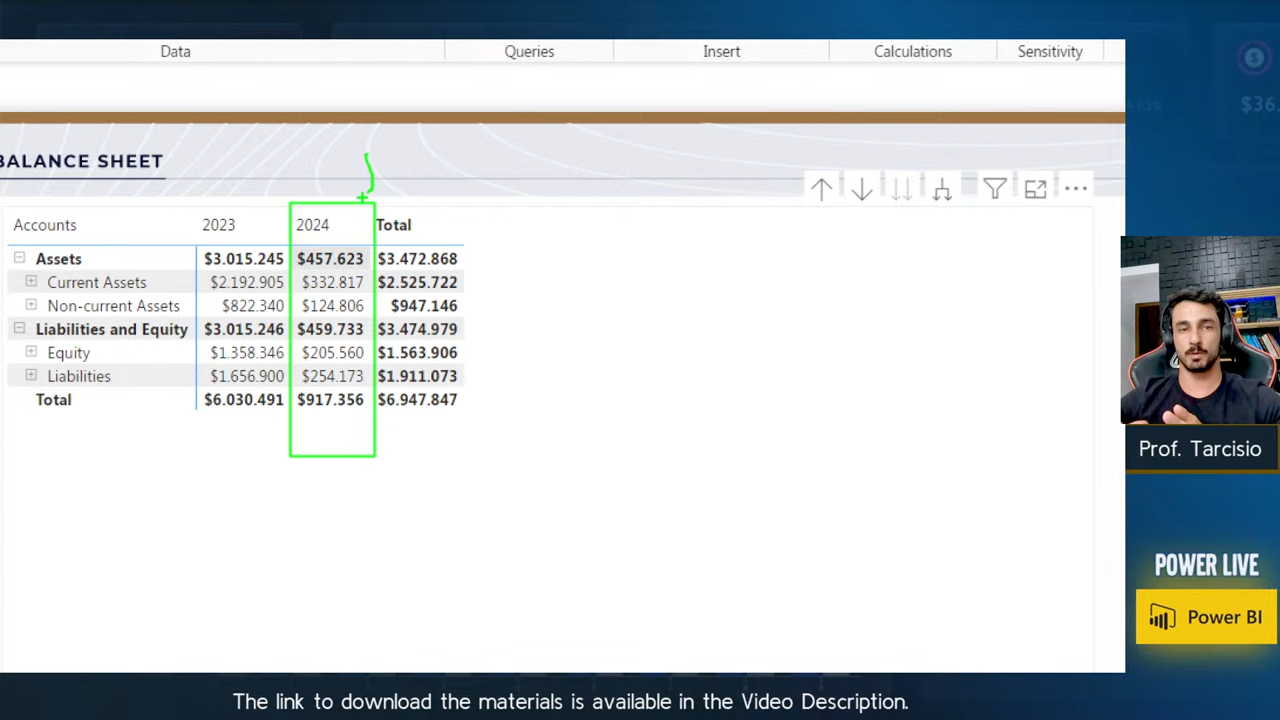 Data Queries Insert Calculations Sensitivity
$36.
BALANCE SHEET
Accounts 2023 2024 Total
Assets $3.015.245 $457.623 $3.472.868
Current Assets $2.192.905 $332.817 $2.525.722
Non-current Assets $822.340 $124.806 $947.146
Liabilities and Equity $3.015.246 $459.733 $3.474.979
Equity $1.358.346 $205.560 $1.563.906
Liabilities $1.656.900 $254.173 $1.911.073
Total $6.030.491 $917.356 $6.947.847
Prof. Tarcisio
POWER LIVE
Power BI
The link to download the materials is available in the Video Description.